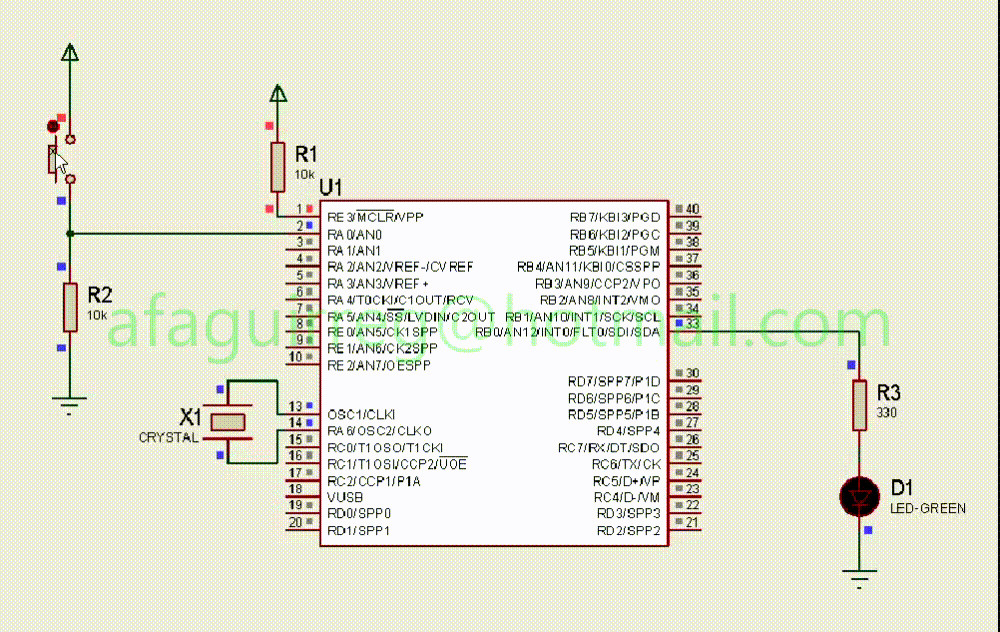 R1
10k
U1
1 RE3/MCLR/VPP RB7/KBI3/PGD 40
2 RA0/AN0 RB6/KBI2/PGC 39
3 RA1/AN1 RB5/KBI1/PGM 38
4 RA2/AN2/VREF-/CVREF RB4/AN11/KBI0/CSSPP 37
5 RA3/AN3/VREF+ RB3/AN9/CCP2/VPO 36
6 RA4/T0CKI/C1OUT/RCV RB2/AN8/INT2/VMO 35
7 RA5/AN4/SS/LVDIN/C2OUT RB1/AN10/INT1/SCK/SCL 34
8 RE0/AN5/CK1SPP RB0/AN12/INT0/FLT0/SDI/SDA 33
9 RE1/AN6/CK2SPP
10 RE2/AN7/OESPP
R2
10k
RD7/SPP7/P1D 30
RD6/SPP6/P1C 29
13 OSC1/CLKI RD5/SPP5/P1B 28
14 RA6/OSC2/CLKO RD4/SPP4 27
15 RC0/T1OSO/T1CKI RC7/RX/DT/SDO 26
16 RC1/T1OSI/CCP2/UOE RC6/TX/CK 25
17 RC2/CCP1/P1A RC5/D+/VP 24
18 VUSB RC4/D-/VM 23
19 RD0/SPP0 RD3/SPP3 22
20 RD1/SPP1 RD2/SPP2 21
X1
CRYSTAL
R3
330
D1
LED-GREEN